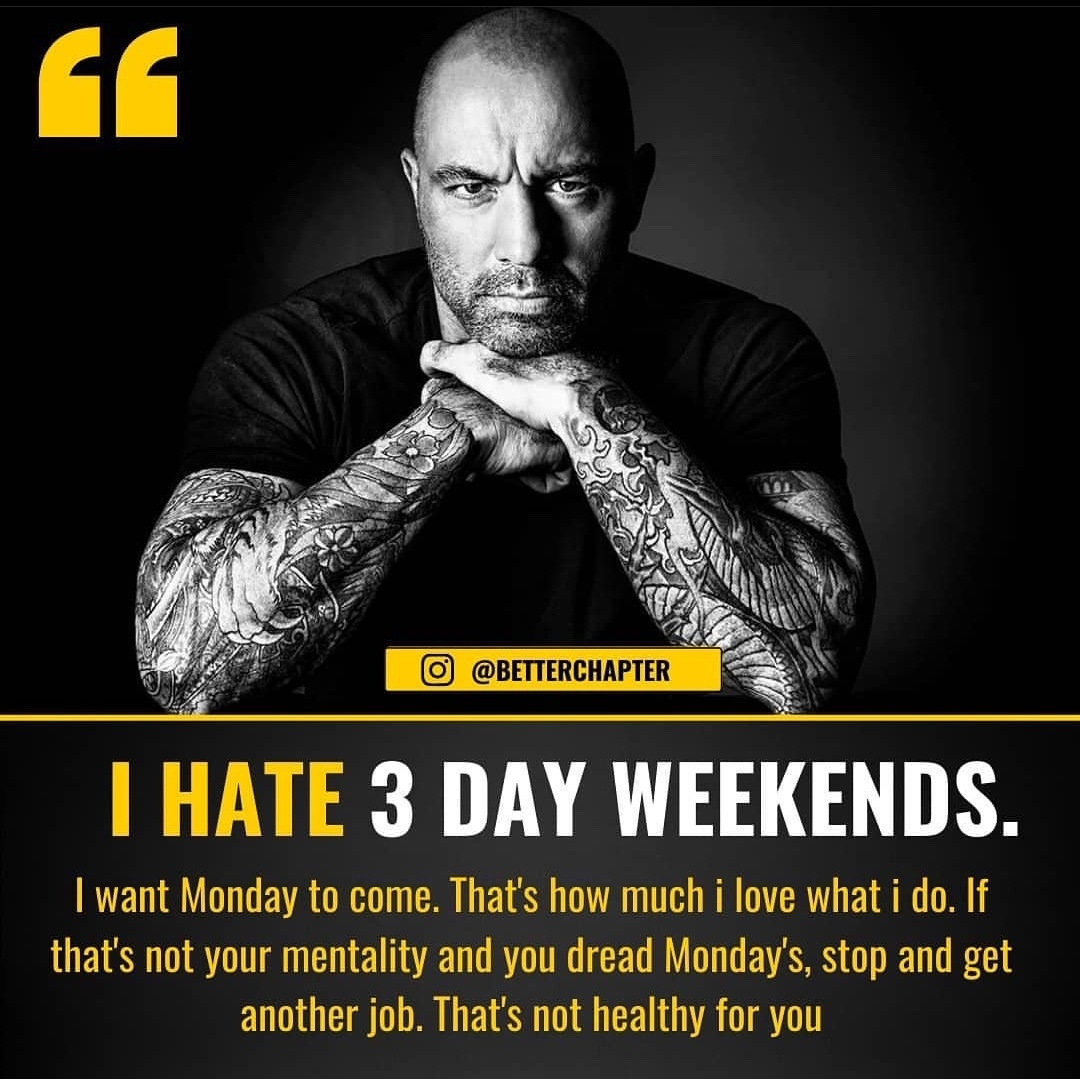 “
@BETTERCHAPTER
I HATE 3 DAY WEEKENDS.
I want Monday to come. That's how much i love what i do. If
that's not your mentality and you dread Monday's, stop and get
another job. That's not healthy for you